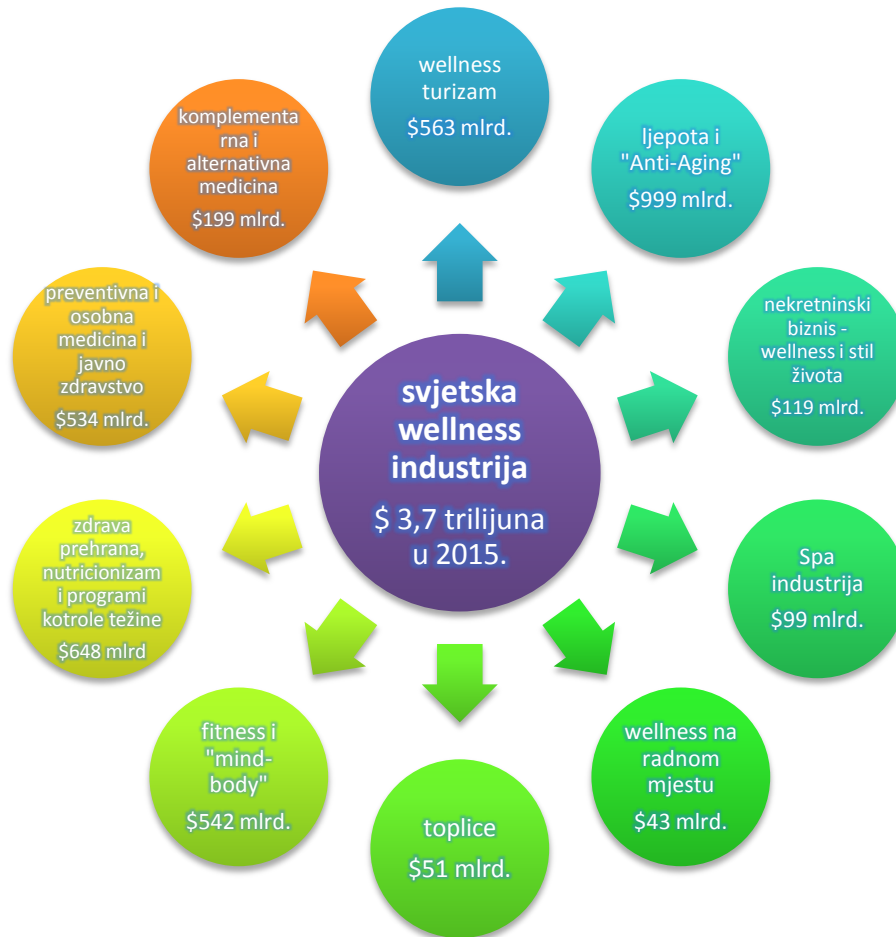 svjetska
wellness
industrija
$ 3,7 trilijuna
u 2015.
wellness
turizam
$563 mlrd.
ljepota i
"Anti-Aging"
$999 mlrd.
nekretninski
biznis -
wellness i stil
života
$119 mlrd.
Spa
industrija
$99 mlrd.
wellness na
radnom
mjestu
$43 mlrd.
toplice
$51 mlrd.
fitness i
"mind-
body"
$542 mlrd.
zdrava
prehrana,
nutricionizam
i programi
kotrole težine
$648 mlrd
preventivna i
osobna
medicina i
javno
zdravstvo
$534 mlrd.
komplementa
rna i
alternativna
medicina
$199 mlrd.